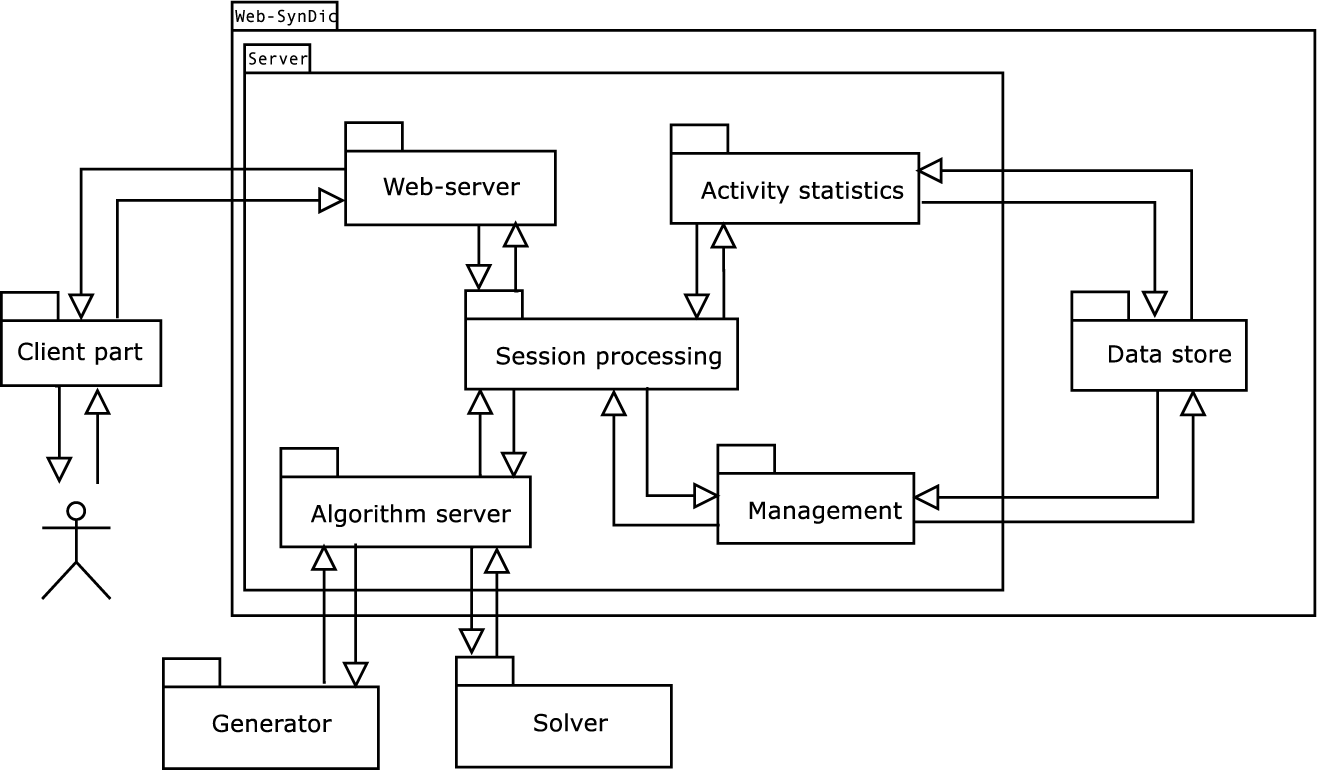 Web-SynDic
Server
Web-server
Activity statistics
Client part
Session processing
Data store
Algorithm server
Management
Generator
Solver